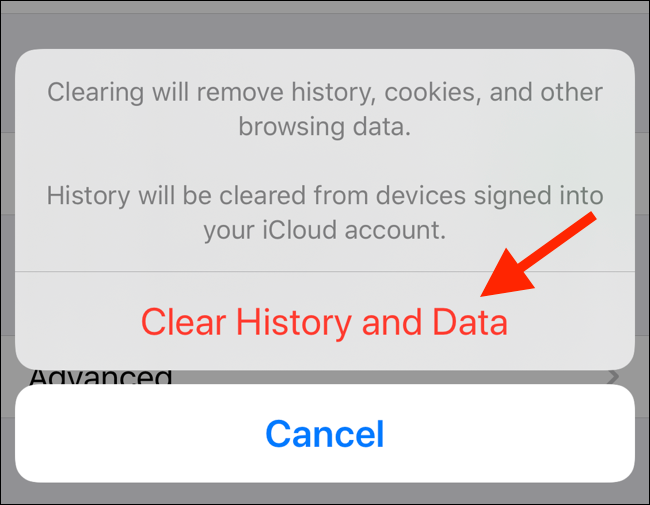 Clearing will remove history, cookies, and other
browsing data.
History will be cleared from devices signed into
your iCloud account.
Clear History and Data
Advanced
Cancel